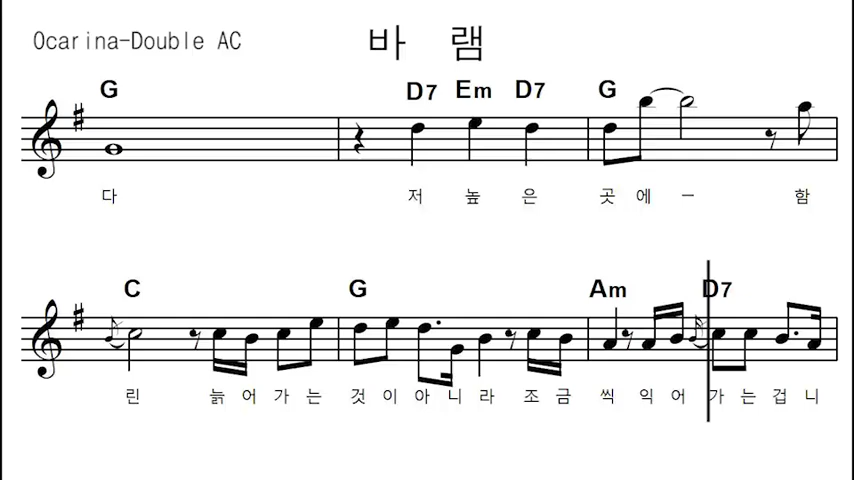 Ocarina-Double AC
바 램
G D7 Em D7 G
다 저 높 은 곳 에 ー 함
C G Am D7
린 늙 어 가 는 것 이 아 니 라 조 금 씩 익 어 가 는 겁 니